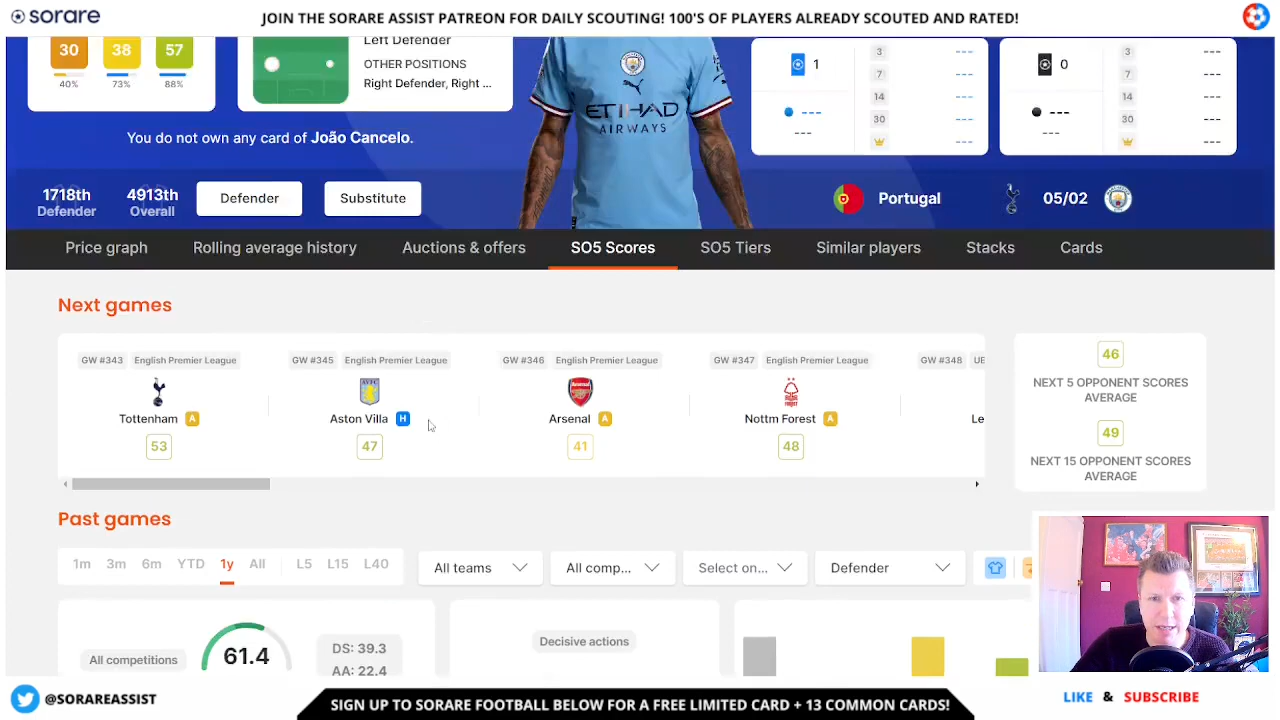 sorare
JOIN THE SORARE ASSIST PATREON FOR DAILY SCOUTING! 100'S OF PLAYERS ALREADY SCOUTED AND RATED!
30 38 57
40% 73% 88%
Left Defender
OTHER POSITIONS
Right Defender, Right ...
ETIHAD
AIRWAYS
1
---
---
3 ---
7 ---
14 ---
30 ---
---
0
---
---
3 ---
7 ---
14 ---
30 ---
---
You do not own any card of João Cancelo.
1718th
Defender
4913th
Overall
Defender
Substitute
Portugal
05/02
Price graph Rolling average history Auctions & offers SO5 Scores SO5 Tiers Similar players Stacks Cards
Next games
GW #343 English Premier League
Tottenham A
53
GW #345 English Premier League
Aston Villa H
47
GW #346 English Premier League
Arsenal A
41
GW #347 English Premier League
Nottm Forest A
48
GW #348 UE
Le
46
NEXT 5 OPPONENT SCORES
AVERAGE
49
NEXT 15 OPPONENT SCORES
AVERAGE
Past games
1m 3m 6m YTD 1y All L5 L15 L40
All teams
All comp...
Select on...
Defender
All competitions
61.4
DS: 39.3
AA: 22.4
Decisive actions
@SORAREASSIST
SIGN UP TO SORARE FOOTBALL BELOW FOR A FREE LIMITED CARD + 13 COMMON CARDS!
LIKE & SUBSCRIBE